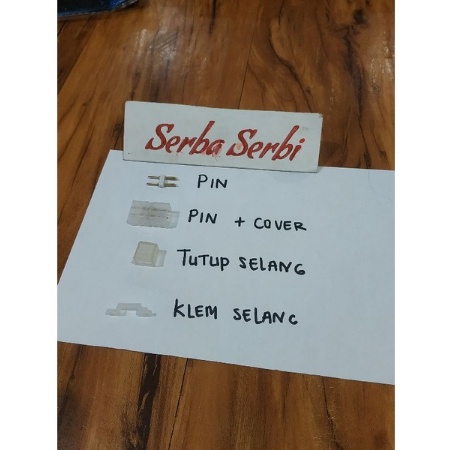 Serba Serbi
PIN
PIN + COVER
TUTUP SELANG
KLEM SELANG